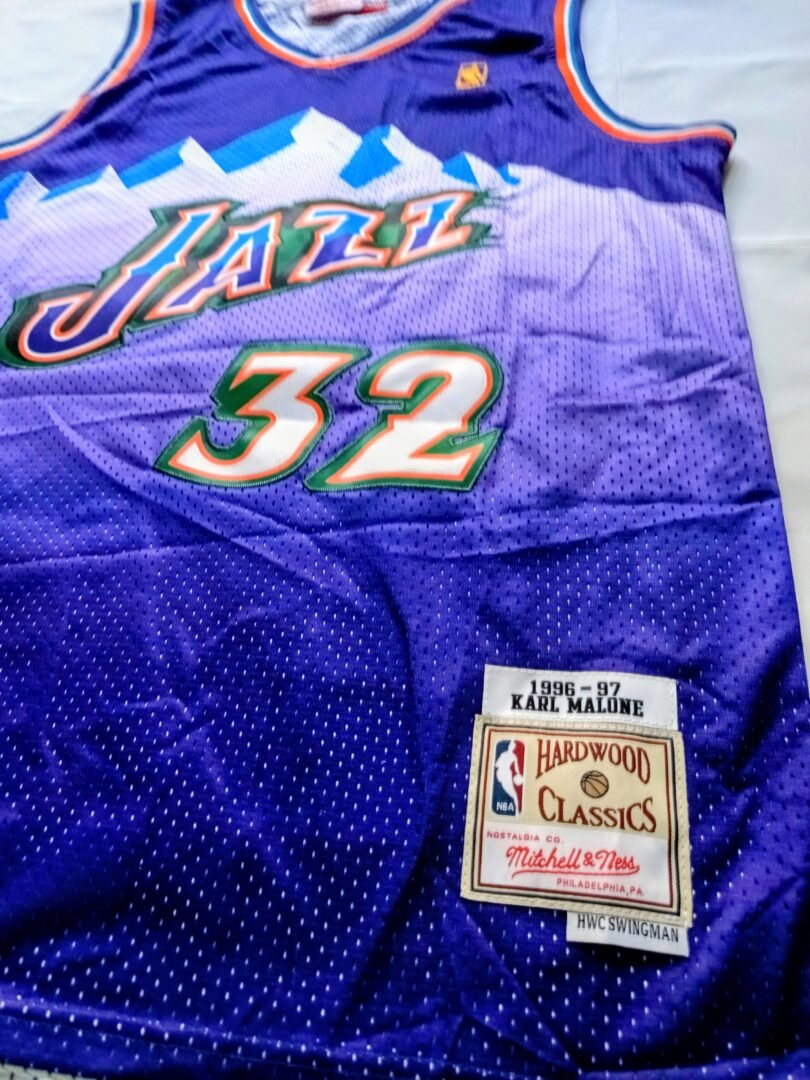 JAZZ
32
1996-97
KARL MALONE
HARDWOOD
CLASSICS
NBA
NOSTALGIA CO.
Mitchell & Ness
PHILADELPHIA, PA.
HWC SWINGMAN